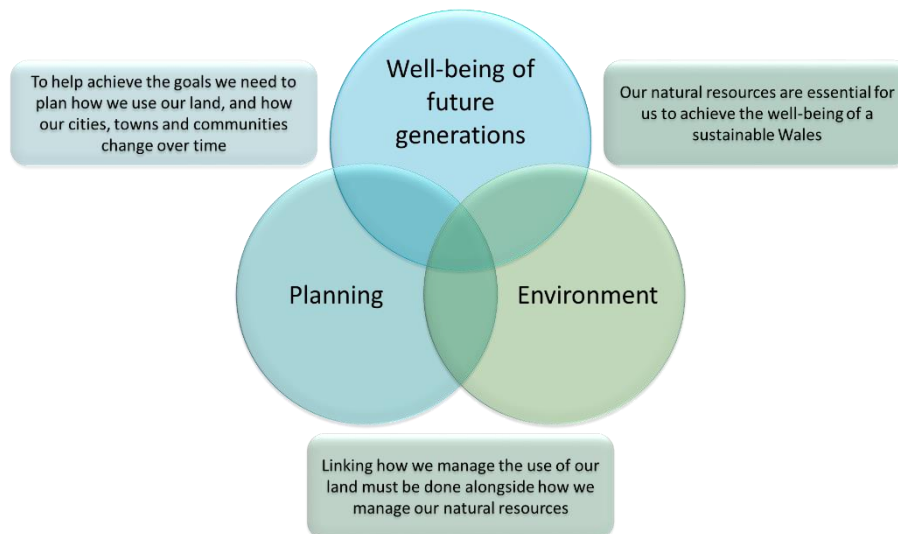 Well-being of
future
generations
To help achieve the goals we need to
plan how we use our land, and how
our cities, towns and communities
change over time
Our natural resources are essential for
us to achieve the well-being of a
sustainable Wales
Planning
Environment
Linking how we manage the use of our
land must be done alongside how we
manage our natural resources